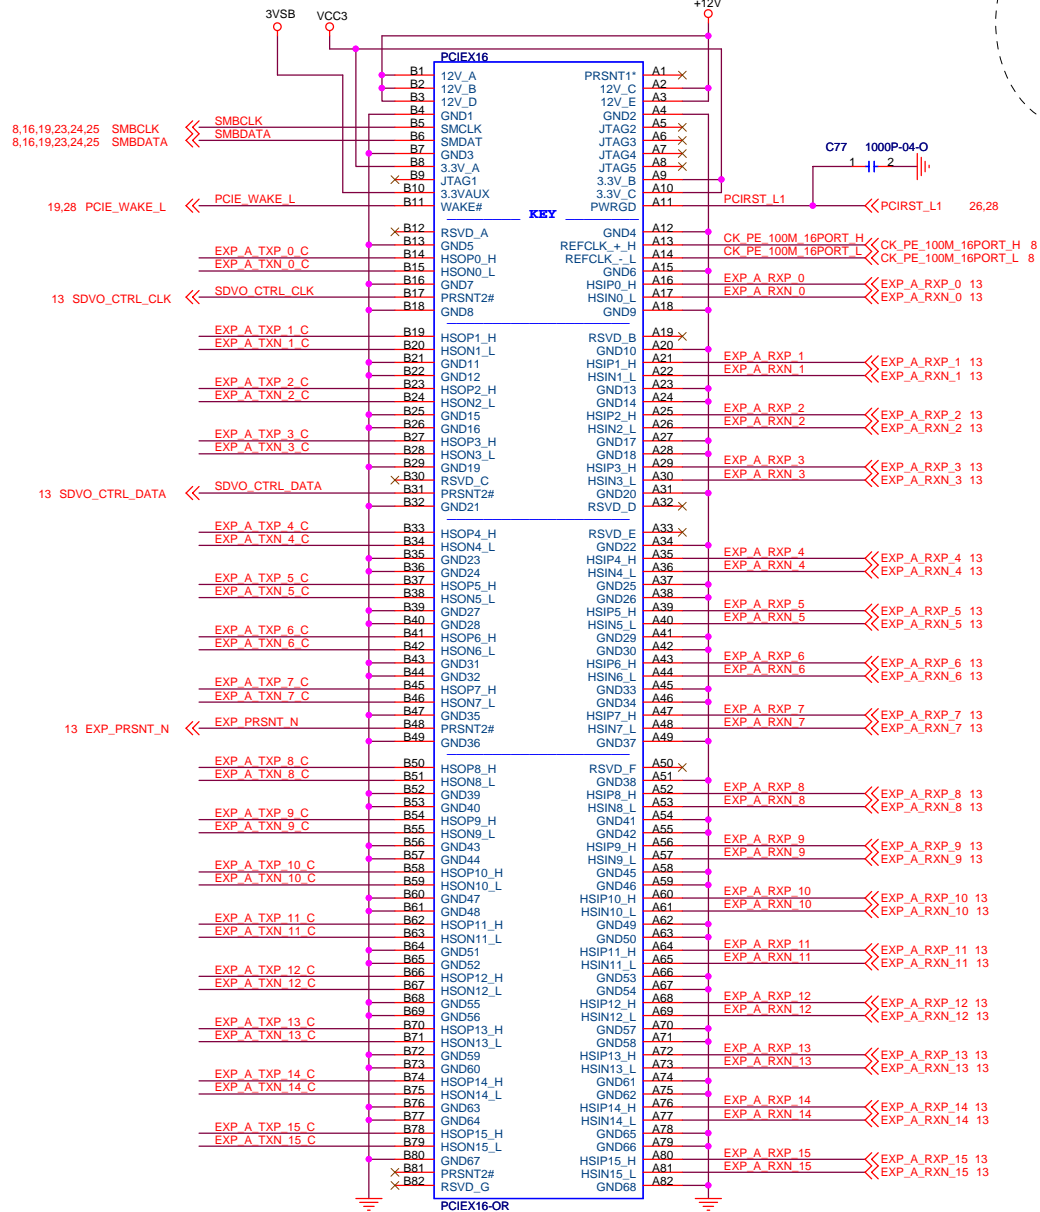 3VSB VCC3 +12V
PCIEX16
B1 12V_A PRSNT1* A1
B2 12V_B 12V_C A2
B3 12V_D 12V_E A3
B4 GND1 GND2 A4
8,16,19,23,24,25 SMBCLK SMBCLK B5 SMCLK JTAG2 A5
8,16,19,23,24,25 SMBDATA SMBDATA B6 SMDAT JTAG3 A6
B7 GND3 JTAG4 A7
B8 3.3V_A JTAG5 A8
C77 1000P-04-O
1 2
B9 JTAG1 3.3V_B A9
B10 3.3VAUX 3.3V_C A10
19,28 PCIE_WAKE_L PCIE_WAKE_L B11 WAKE# PWRGD A11 PCIRST_L1 PCIRST_L1 26,28
KEY
B12 RSVD_A GND4 A12
B13 GND5 REFCLK_+_H A13 CK_PE_100M_16PORT_H CK_PE_100M_16PORT_H 8
EXP_A_TXP_0_C B14 HSOP0_H REFCLK_-_L A14 CK_PE_100M_16PORT_L CK_PE_100M_16PORT_L 8
EXP_A_TXN_0_C B15 HSON0_L GND6 A15
B16 GND7 HSIP0_H A16 EXP_A_RXP_0 EXP_A_RXP_0 13
13 SDVO_CTRL_CLK SDVO_CTRL_CLK B17 PRSNT2# HSIN0_L A17 EXP_A_RXN_0 EXP_A_RXN_0 13
B18 GND8 GND9 A18
EXP_A_TXP_1_C B19 HSOP1_H RSVD_B A19
EXP_A_TXN_1_C B20 HSON1_L GND10 A20
B21 GND11 HSIP1_H A21 EXP_A_RXP_1 EXP_A_RXP_1 13
B22 GND12 HSIN1_L A22 EXP_A_RXN_1 EXP_A_RXN_1 13
EXP_A_TXP_2_C B23 HSOP2_H GND13 A23
EXP_A_TXN_2_C B24 HSON2_L GND14 A24
B25 GND15 HSIP2_H A25 EXP_A_RXP_2 EXP_A_RXP_2 13
B26 GND16 HSIN2_L A26 EXP_A_RXN_2 EXP_A_RXN_2 13
EXP_A_TXP_3_C B27 HSOP3_H GND17 A27
EXP_A_TXN_3_C B28 HSON3_L GND18 A28
B29 GND19 HSIP3_H A29 EXP_A_RXP_3 EXP_A_RXP_3 13
B30 RSVD_C HSIN3_L A30 EXP_A_RXN_3 EXP_A_RXN_3 13
13 SDVO_CTRL_DATA SDVO_CTRL_DATA B31 PRSNT2# GND20 A31
B32 GND21 RSVD_D A32
EXP_A_TXP_4_C B33 HSOP4_H RSVD_E A33
EXP_A_TXN_4_C B34 HSON4_L GND22 A34
B35 GND23 HSIP4_H A35 EXP_A_RXP_4 EXP_A_RXP_4 13
B36 GND24 HSIN4_L A36 EXP_A_RXN_4 EXP_A_RXN_4 13
EXP_A_TXP_5_C B37 HSOP5_H GND25 A37
EXP_A_TXN_5_C B38 HSON5_L GND26 A38
B39 GND27 HSIP5_H A39 EXP_A_RXP_5 EXP_A_RXP_5 13
B40 GND28 HSIN5_L A40 EXP_A_RXN_5 EXP_A_RXN_5 13
EXP_A_TXP_6_C B41 HSOP6_H GND29 A41
EXP_A_TXN_6_C B42 HSON6_L GND30 A42
B43 GND31 HSIP6_H A43 EXP_A_RXP_6 EXP_A_RXP_6 13
B44 GND32 HSIN6_L A44 EXP_A_RXN_6 EXP_A_RXN_6 13
EXP_A_TXP_7_C B45 HSOP7_H GND33 A45
EXP_A_TXN_7_C B46 HSON7_L GND34 A46
B47 GND35 HSIP7_H A47 EXP_A_RXP_7 EXP_A_RXP_7 13
13 EXP_PRSNT_N EXP_PRSNT_N B48 PRSNT2# HSIN7_L A48 EXP_A_RXN_7 EXP_A_RXN_7 13
B49 GND36 GND37 A49
EXP_A_TXP_8_C B50 HSOP8_H RSVD_F A50
EXP_A_TXN_8_C B51 HSON8_L GND38 A51
B52 GND39 HSIP8_H A52 EXP_A_RXP_8 EXP_A_RXP_8 13
B53 GND40 HSIN8_L A53 EXP_A_RXN_8 EXP_A_RXN_8 13
EXP_A_TXP_9_C B54 HSOP9_H GND41 A54
EXP_A_TXN_9_C B55 HSON9_L GND42 A55
B56 GND43 HSIP9_H A56 EXP_A_RXP_9 EXP_A_RXP_9 13
B57 GND44 HSIN9_L A57 EXP_A_RXN_9 EXP_A_RXN_9 13
EXP_A_TXP_10_C B58 HSOP10_H GND45 A58
EXP_A_TXN_10_C B59 HSON10_L GND46 A59
B60 GND47 HSIP10_H A60 EXP_A_RXP_10 EXP_A_RXP_10 13
B61 GND48 HSIN10_L A61 EXP_A_RXN_10 EXP_A_RXN_10 13
EXP_A_TXP_11_C B62 HSOP11_H GND49 A62
EXP_A_TXN_11_C B63 HSON11_L GND50 A63
B64 GND51 HSIP11_H A64 EXP_A_RXP_11 EXP_A_RXP_11 13
B65 GND52 HSIN11_L A65 EXP_A_RXN_11 EXP_A_RXN_11 13
EXP_A_TXP_12_C B66 HSOP12_H GND53 A66
EXP_A_TXN_12_C B67 HSON12_L GND54 A67
B68 GND55 HSIP12_H A68 EXP_A_RXP_12 EXP_A_RXP_12 13
B69 GND56 HSIN12_L A69 EXP_A_RXN_12 EXP_A_RXN_12 13
EXP_A_TXP_13_C B70 HSOP13_H GND57 A70
EXP_A_TXN_13_C B71 HSON13_L GND58 A71
B72 GND59 HSIP13_H A72 EXP_A_RXP_13 EXP_A_RXP_13 13
B73 GND60 HSIN13_L A73 EXP_A_RXN_13 EXP_A_RXN_13 13
EXP_A_TXP_14_C B74 HSOP14_H GND61 A74
EXP_A_TXN_14_C B75 HSON14_L GND62 A75
B76 GND63 HSIP14_H A76 EXP_A_RXP_14 EXP_A_RXP_14 13
B77 GND64 HSIN14_L A77 EXP_A_RXN_14 EXP_A_RXN_14 13
EXP_A_TXP_15_C B78 HSOP15_H GND65 A78
EXP_A_TXN_15_C B79 HSON15_L GND66 A79
B80 GND67 HSIP15_H A80 EXP_A_RXP_15 EXP_A_RXP_15 13
B81 PRSNT2# HSIN15_L A81 EXP_A_RXN_15 EXP_A_RXN_15 13
B82 RSVD_G GND68 A82
PCIEX16-OR